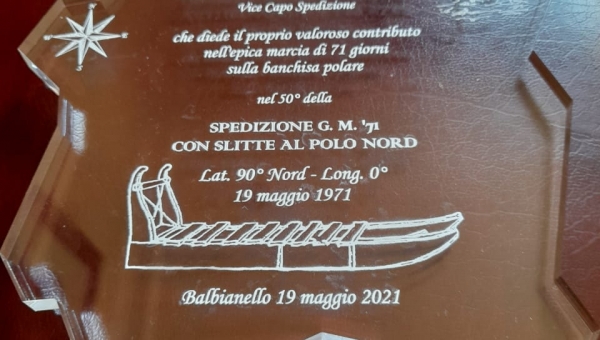 Vice Capo Spedizione
che diede il proprio valoroso contributo
nell'epica marcia di 71 giorni
sulla banchisa polare
nel 50° della
SPEDIZIONE G. M. '71
CON SLITTE AL POLO NORD
Lat. 90° Nord - Long. 0°
19 maggio 1971
Balbianello 19 maggio 2021